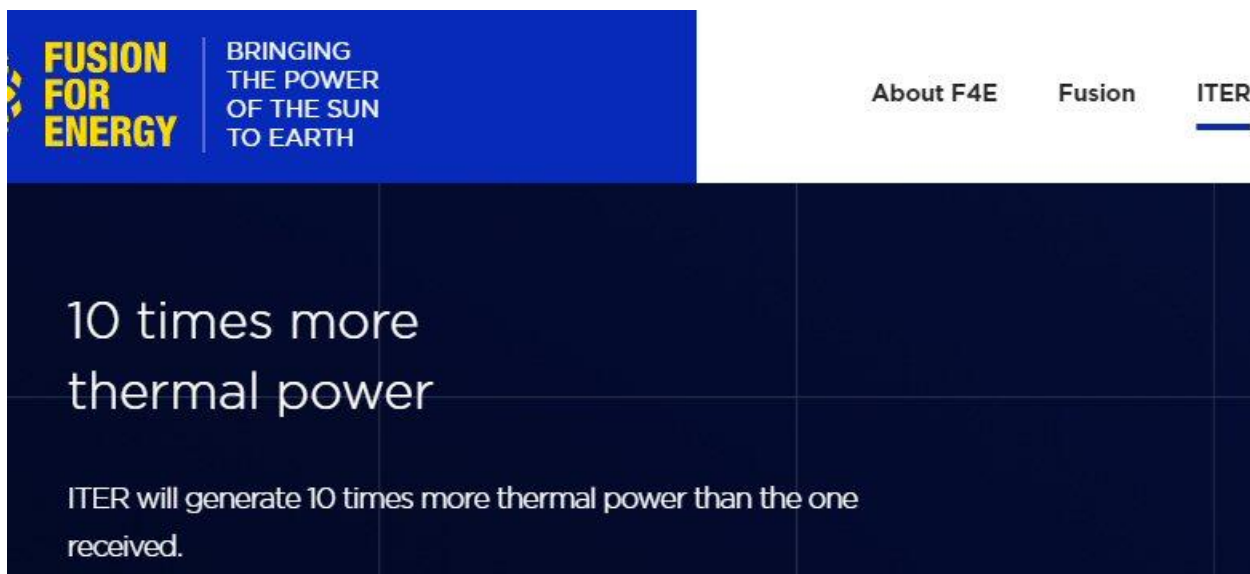 FUSION
FOR
ENERGY
BRINGING
THE POWER
OF THE SUN
TO EARTH
About F4E Fusion ITER
10 times more
thermal power
ITER will generate 10 times more thermal power than the one
received.